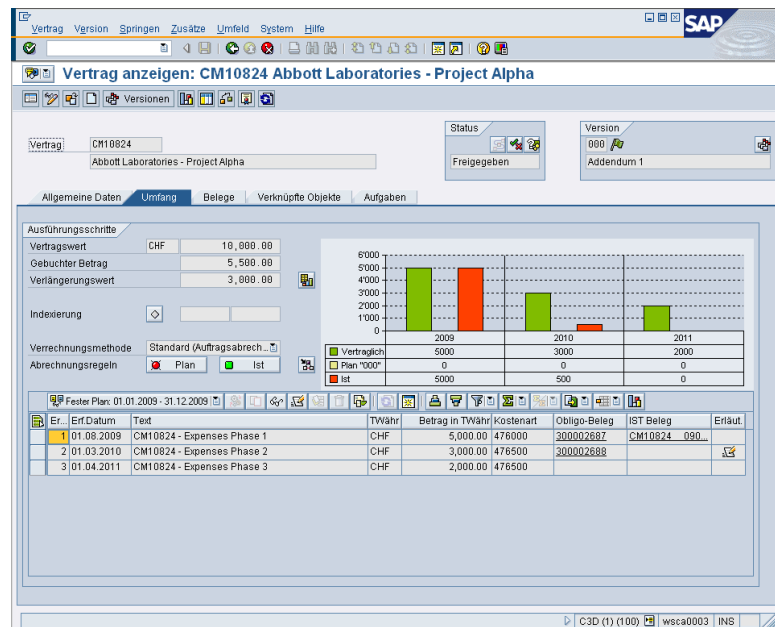 Vertrag Version Springen Zusätze Umfeld System Hilfe
SAP
Vertrag anzeigen: CM10824 Abbott Laboratories - Project Alpha
Versionen
Status
Version
Vertrag CM10824
000
Abbott Laboratories - Project Alpha
Freigegeben
Addendum 1
Allgemeine Daten Umfang Belege Verknüpfte Objekte Aufgaben
Ausführungsschritte
Vertragswert CHF 10,000.00
Gebuchter Betrag 5,500.00
Verlängerungswert 3,000.00
Indexierung
Verrechnungsmethode Standard (Auftragsabrech...
Abrechnungsregeln Plan Ist
6'000
5'000
4'000
3'000
2'000
1'000
0
2009 2010 2011
Vertraglich 5000 3000 2000
Plan "000" 0 0 0
Ist 5000 500 0
Fester Plan: 01.01.2009 - 31.12.2009
Er... Erf.Datum Text TWähr Betrag in TWähr Kostenart Obligo-Beleg IST Beleg Erläut.
1 01.08.2009 CM10824 - Expenses Phase 1 CHF 5,000.00 476000 300002687 CM10824 090...
2 01.03.2010 CM10824 - Expenses Phase 2 CHF 3,000.00 476500 300002688
3 01.04.2011 CM10824 - Expenses Phase 3 CHF 2,000.00 476500
C3D (1) (100) wsca0003 INS